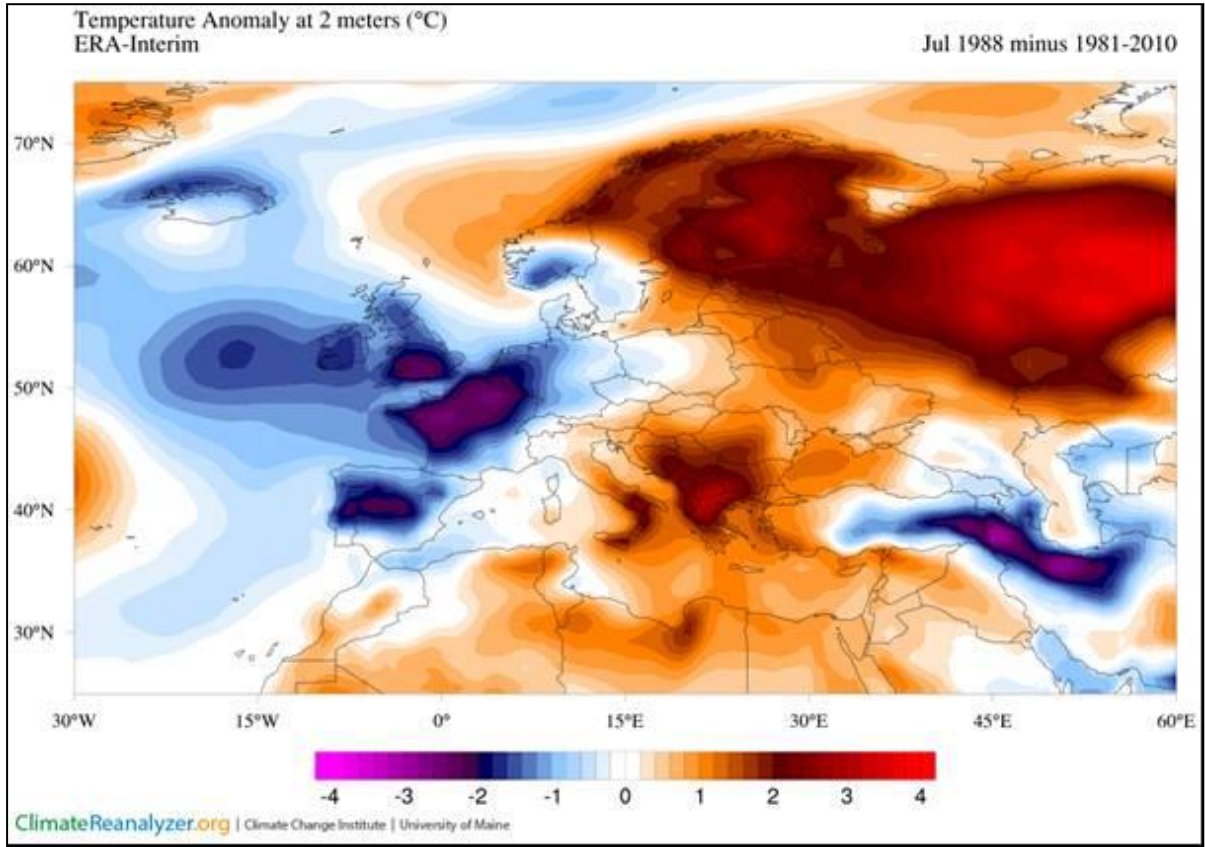 Temperature Anomaly at 2 meters (°C)
ERA-Interim
Jul 1988 minus 1981-2010
70°N
60°N
50°N
40°N
30°N
30°W 15°W 0° 15°E 30°E 45°E 60°E
-4 -3 -2 -1 0 1 2 3 4
ClimateReanalyzer.org | Climate Change Institute | University of Maine